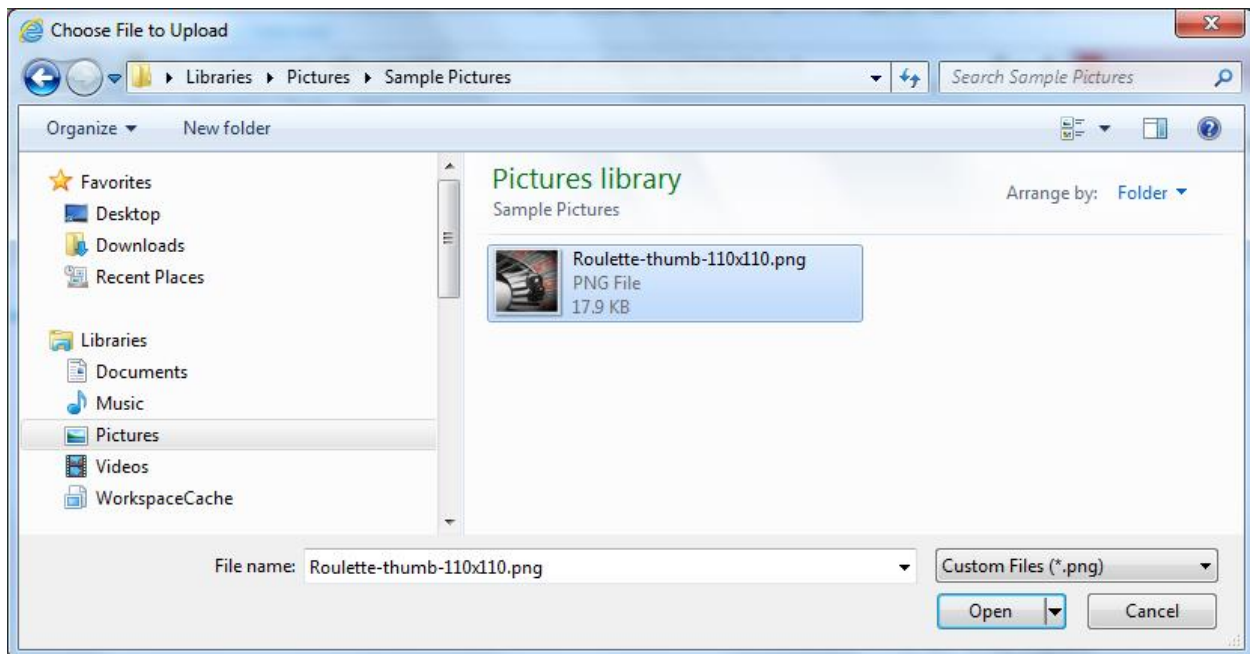 Choose File to Upload
Libraries Pictures Sample Pictures
Search Sample Pictures
Organize New folder
Favorites
Desktop
Downloads
Recent Places
Libraries
Documents
Music
Pictures
Videos
WorkspaceCache
Pictures library
Sample Pictures
Arrange by: Folder
Roulette-thumb-110x110.png
PNG File
17.9 KB
File name: Roulette-thumb-110x110.png
Custom Files (*.png)
Open Cancel